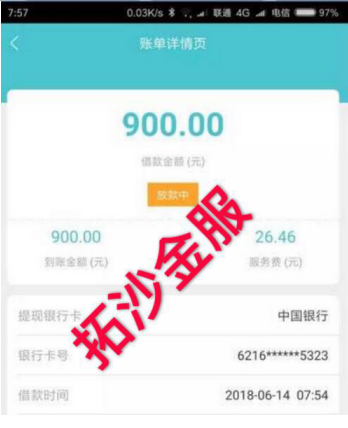 7:57 0.03K/s 联通 4G 电信 97%
账单详情页
900.00
借款金额 (元)
放款中
900.00 26.46
到账金额 (元) 服务费 (元)
拓沙金服
提现银行卡 中国银行
银行卡号 6216******5323
借款时间 2018-06-14 07:54